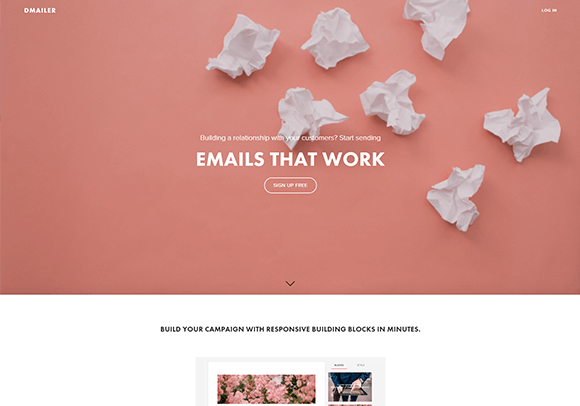 DMAILER
LOG IN
Building a relationship with your customers? Start sending
EMAILS THAT WORK
SIGN UP FREE
BUILD YOUR CAMPAIGN WITH RESPONSIVE BUILDING BLOCKS IN MINUTES.